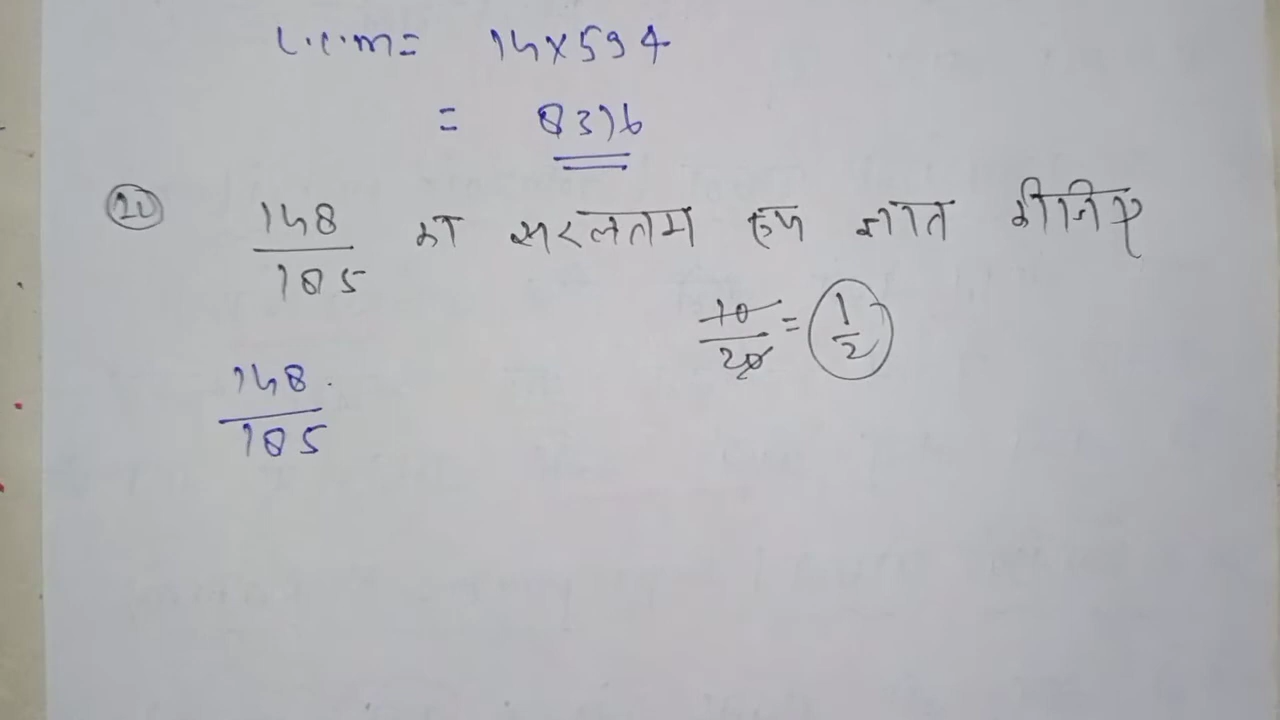 L.C.M = 14×594
= 8316
20 148/185 का सरलतम रूप ज्ञात कीजिए
10/20 = 1/2
148/185